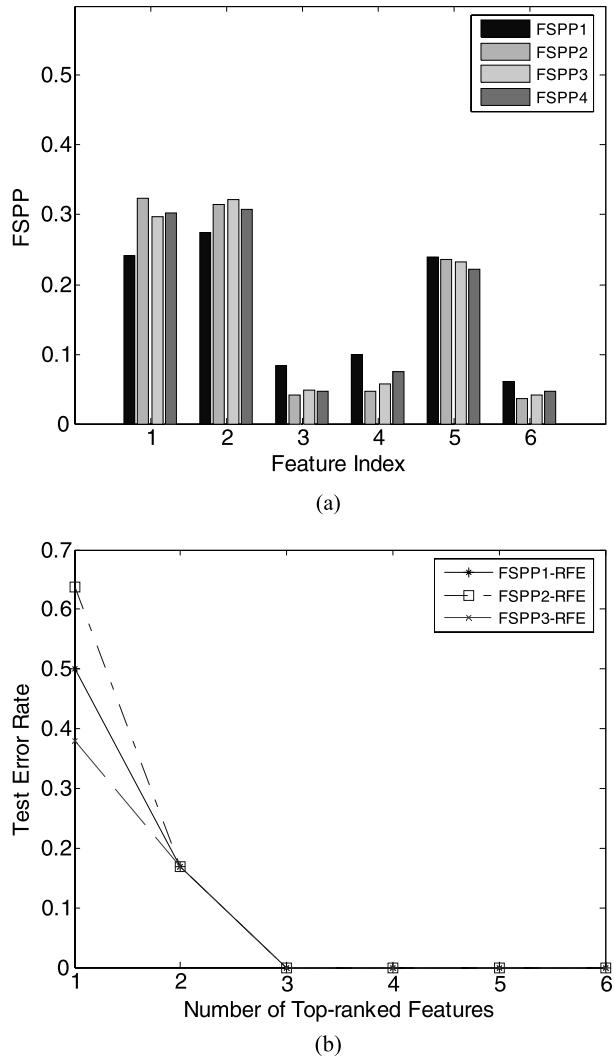 FSPP1
FSPP2
FSPP3
FSPP4
0.5
0.4
0.3
0.2
0.1
0
FSPP
1 2 3 4 5 6
Feature Index
(a)
FSPP1-RFE
FSPP2-RFE
FSPP3-RFE
0.7
0.6
0.5
0.4
0.3
0.2
0.1
0
Test Error Rate
1 2 3 4 5 6
Number of Top-ranked Features
(b)